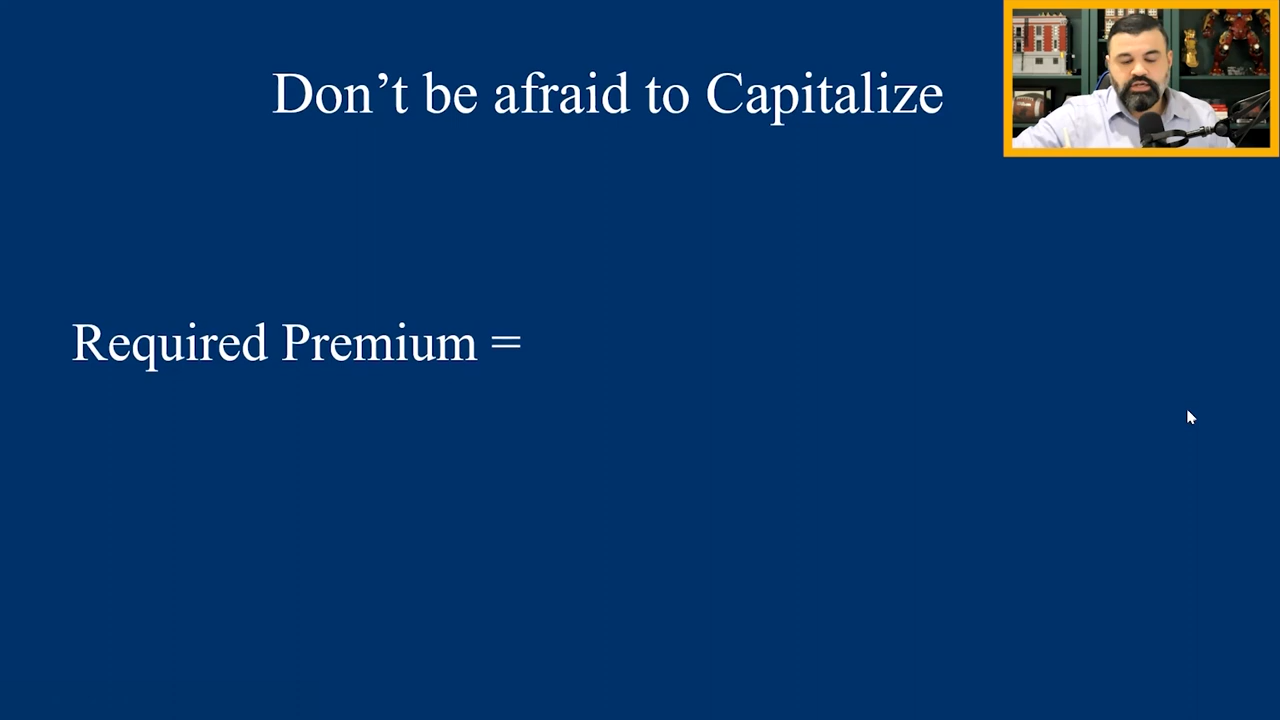 Don’t be afraid to Capitalize
Required Premium =